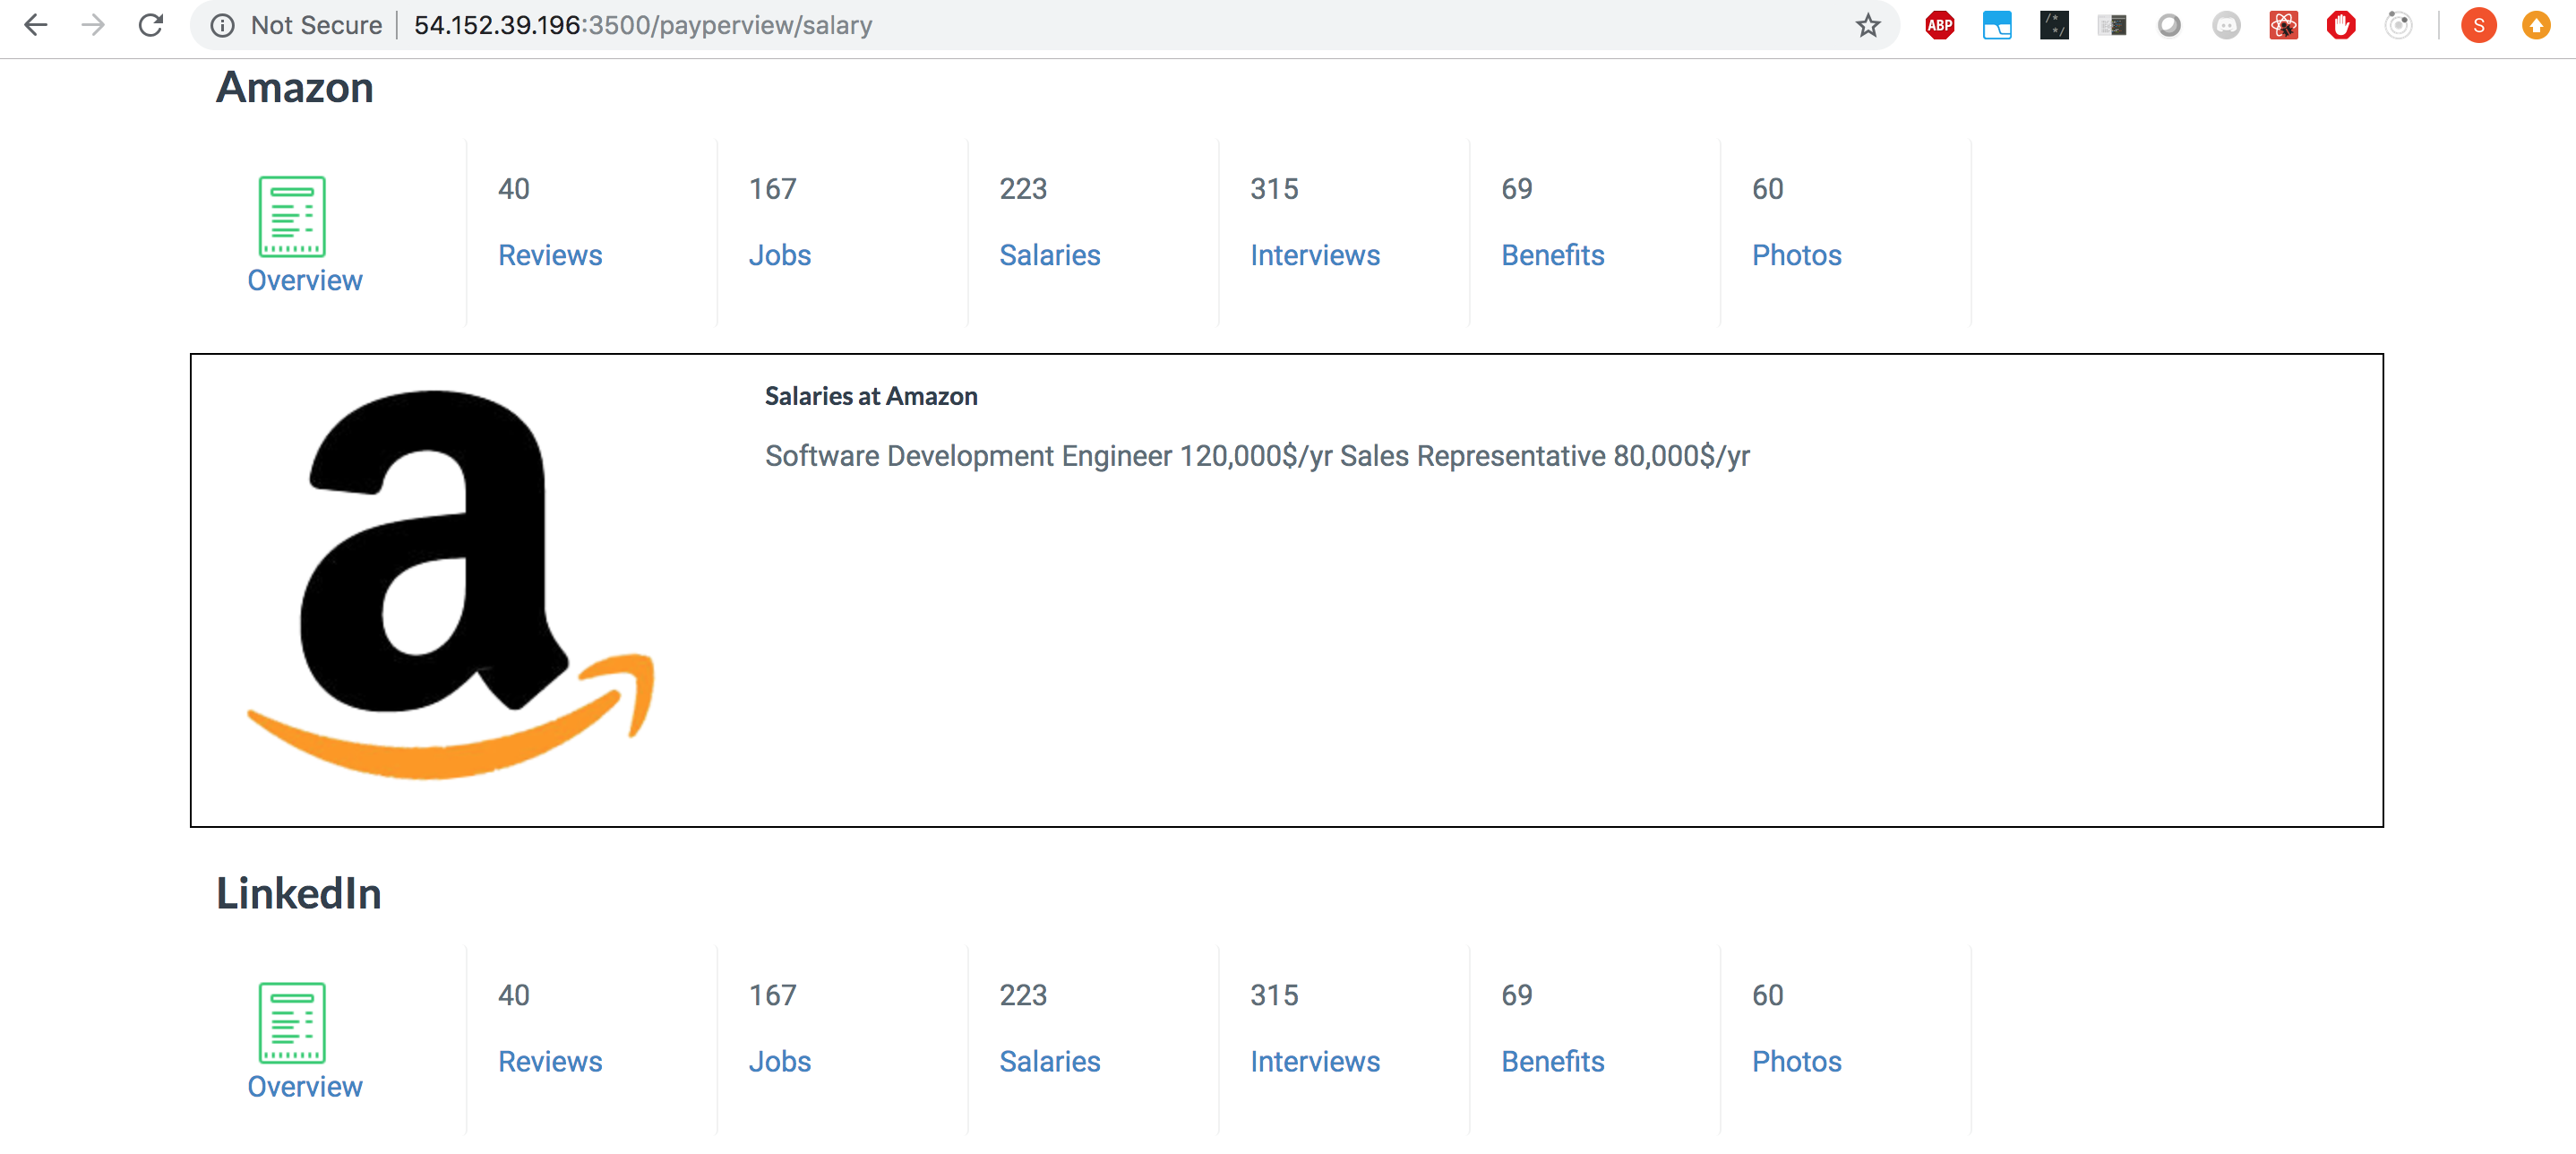 Not Secure | 54.152.39.196:3500/payperview/salary
ABP
/* */
S
Amazon
40 167 223 315 69 60
Reviews Jobs Salaries Interviews Benefits Photos
Overview
a
Salaries at Amazon
Software Development Engineer 120,000$/yr Sales Representative 80,000$/yr
LinkedIn
40 167 223 315 69 60
Reviews Jobs Salaries Interviews Benefits Photos
Overview